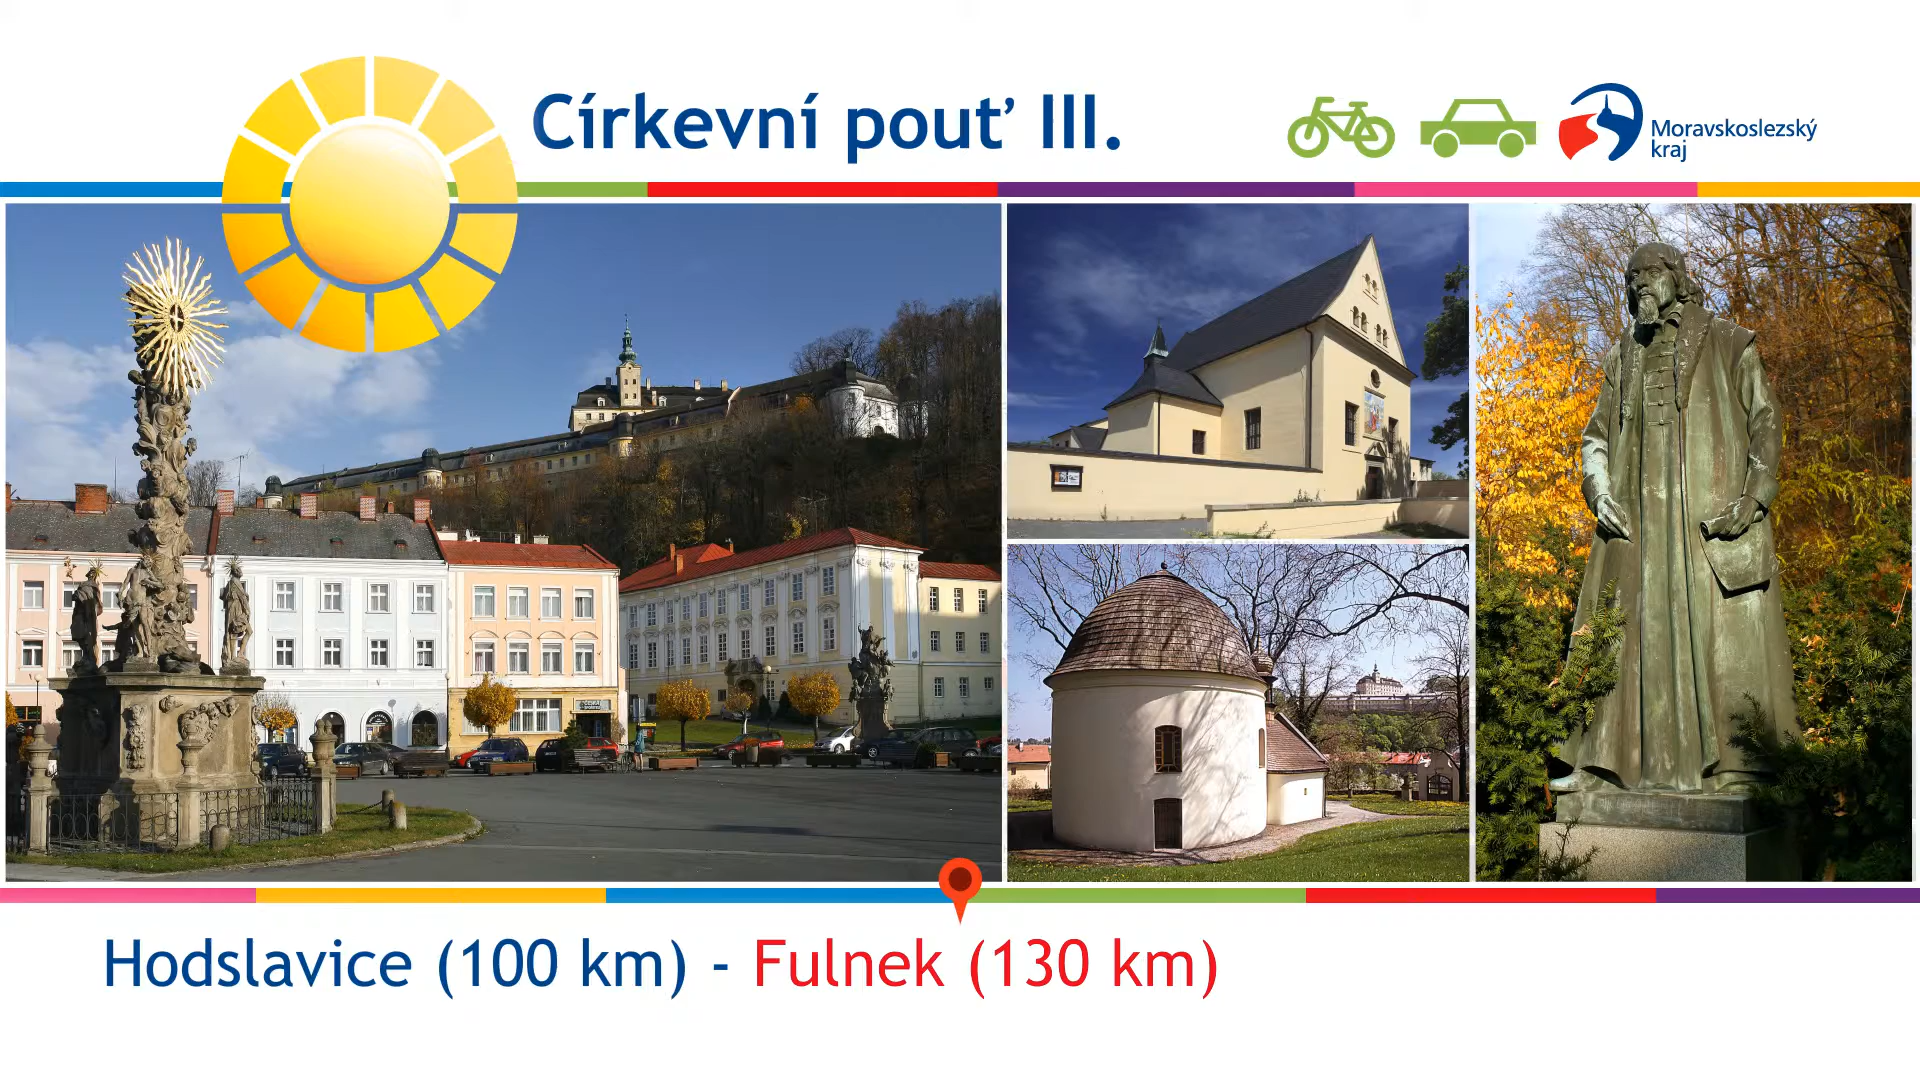 Církevní pouť III.
Moravskoslezský
kraj
Hodslavice (100 km) - Fulnek (130 km)